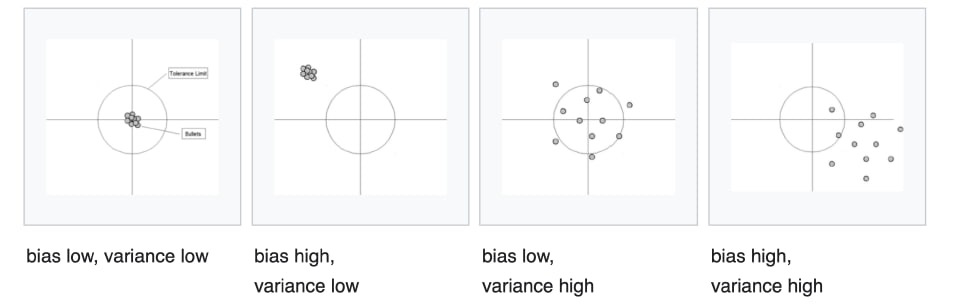 Tolerance Limit
Bullets
bias low, variance low
bias high,
variance low
bias low,
variance high
bias high,
variance high